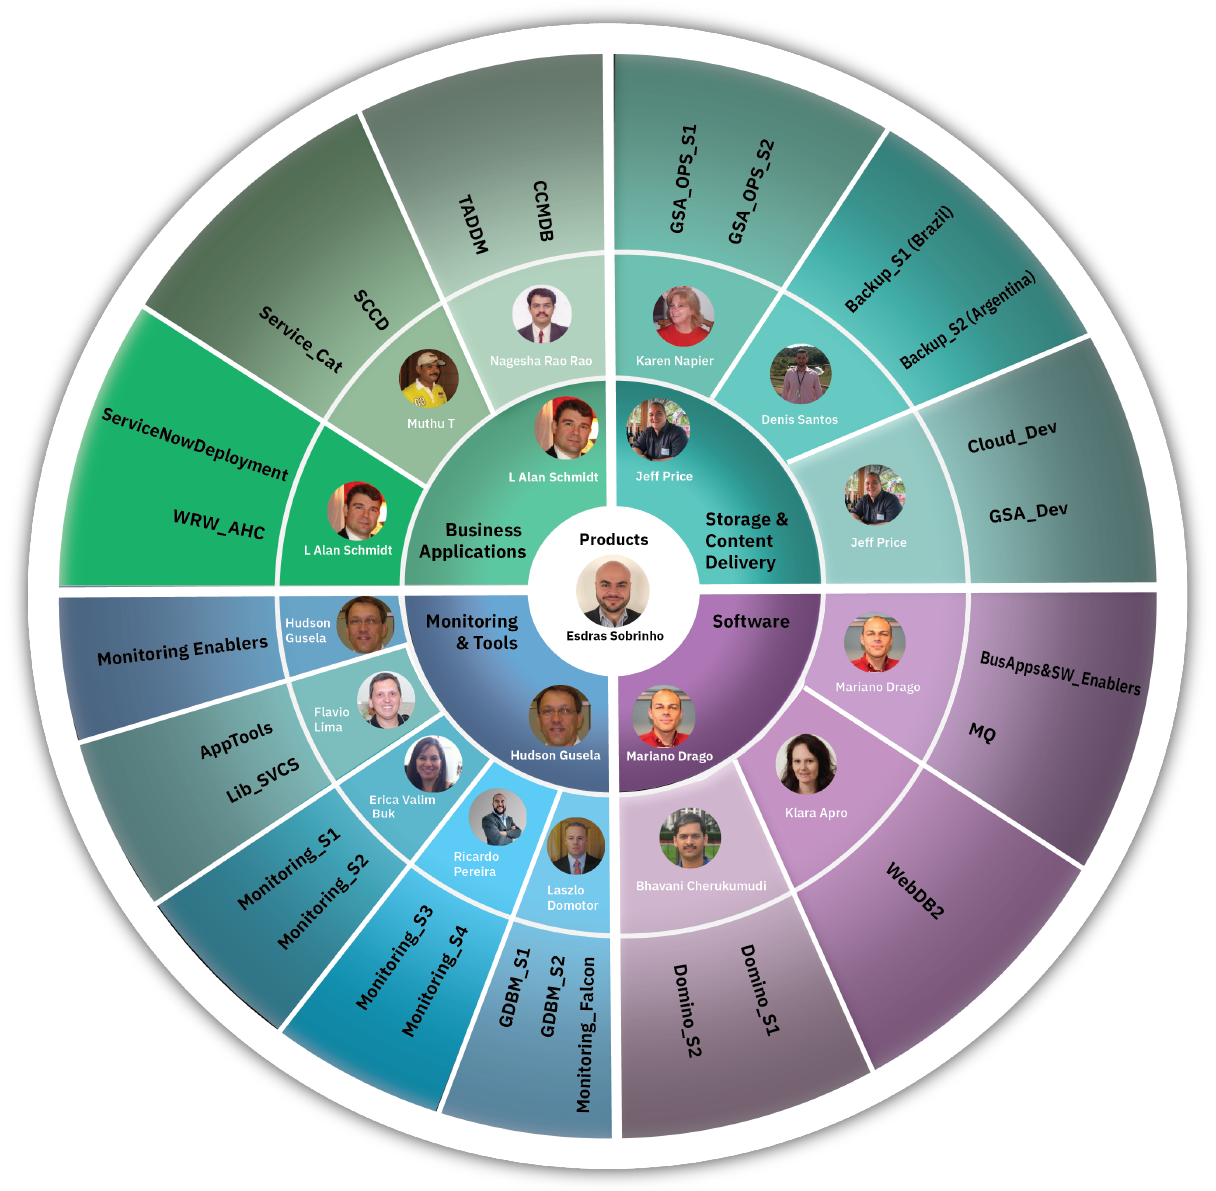 Products
Esdras Sobrinho
Business
Applications
L Alan Schmidt
L Alan Schmidt
ServiceNowDeployment
WRW_AHC
Muthu T
Service_Cat
SCCD
Nagesha Rao Rao
TADDM
CCMDB
Storage &
Content
Delivery
Jeff Price
Karen Napier
GSA_OPS_S1
GSA_OPS_S2
Denis Santos
Backup_S1 (Brazil)
Backup_S2 (Argentina)
Jeff Price
Cloud_Dev
GSA_Dev
Software
Mariano Drago
Mariano Drago
BusApps&SW_Enablers
MQ
Klara Apro
WebDB2
Bhavani Cherukumudi
Domino_S1
Domino_S2
Monitoring
& Tools
Hudson Gusela
Laszlo
Domotor
GDBM_S1
GDBM_S2
Monitoring_Falcon
Ricardo
Pereira
Monitoring_S3
Monitoring_S4
Erica Valim
Buk
Monitoring_S1
Monitoring_S2
Flavio
Lima
AppTools
Lib_SVCS
Hudson
Gusela
Monitoring Enablers